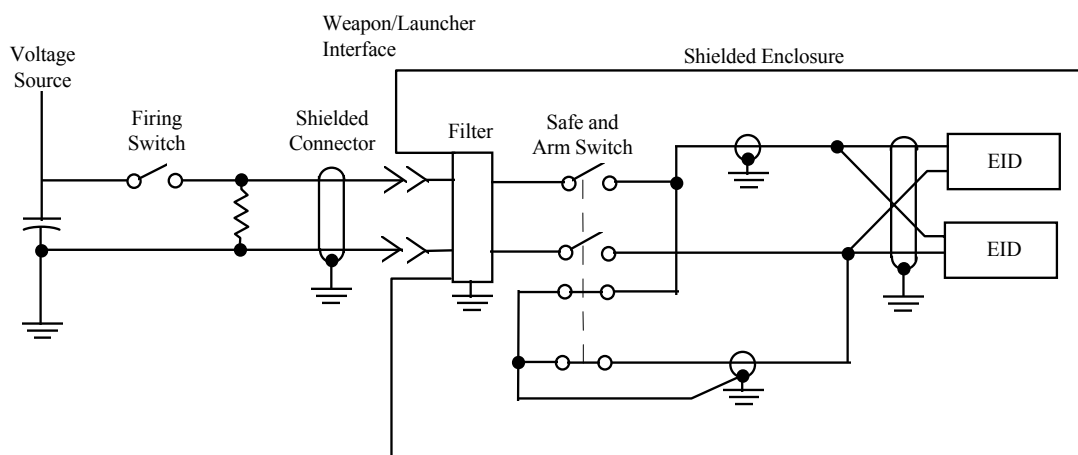 Weapon/Launcher
Interface
Voltage
Source
Shielded Enclosure
Firing
Switch
Shielded
Connector
Filter
Safe and
Arm Switch
EID
EID